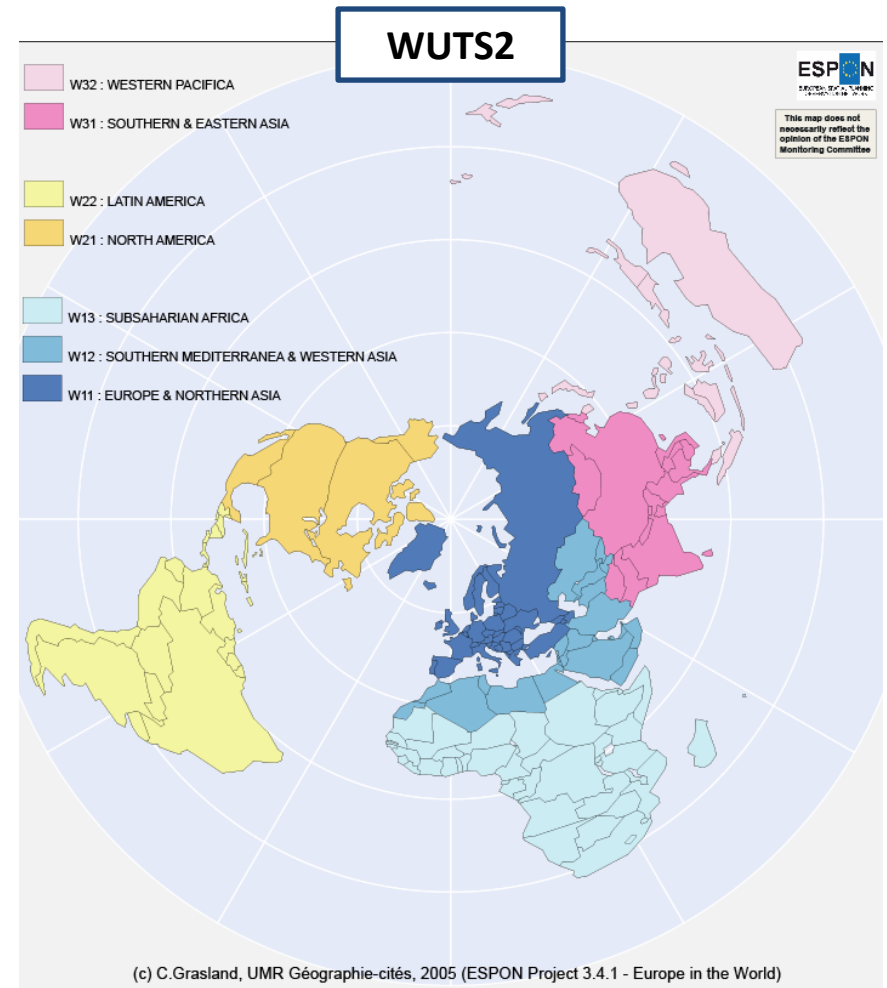 WUTS2
W32 : WESTERN PACIFICA
W31 : SOUTHERN & EASTERN ASIA
W22 : LATIN AMERICA
W21 : NORTH AMERICA
W13 : SUBSAHARIAN AFRICA
W12 : SOUTHERN MEDITERRANEA & WESTERN ASIA
W11 : EUROPE & NORTHERN ASIA
ESPON
This map does not
necessarily reflect the
opinion of the ESPON
Monitoring Committee
(c) C.Grasland, UMR Géographie-cités, 2005 (ESPON Project 3.4.1 - Europe in the World)